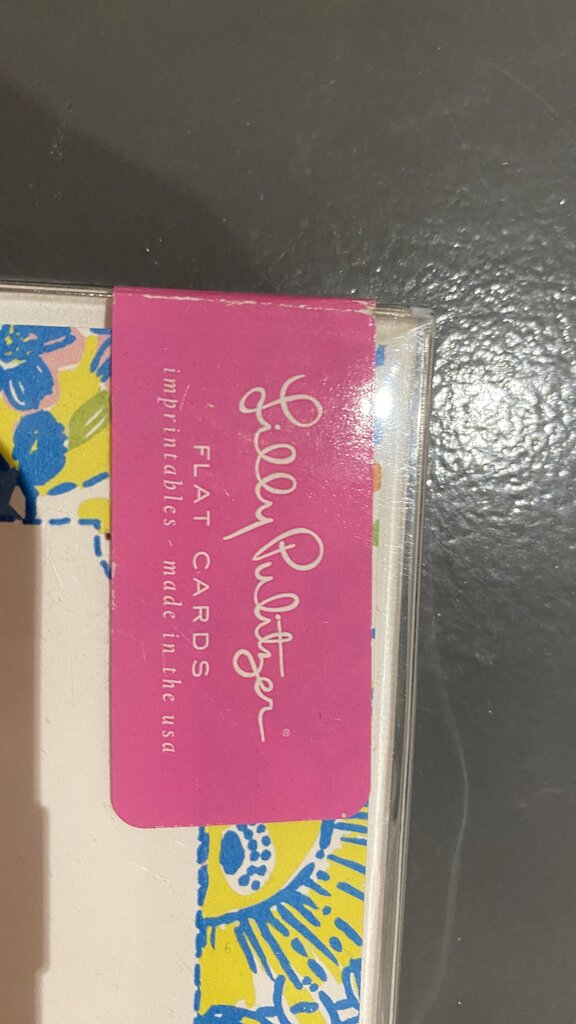 Lilly Pulitzer®
FLAT CARDS
imprintables - made in the usa